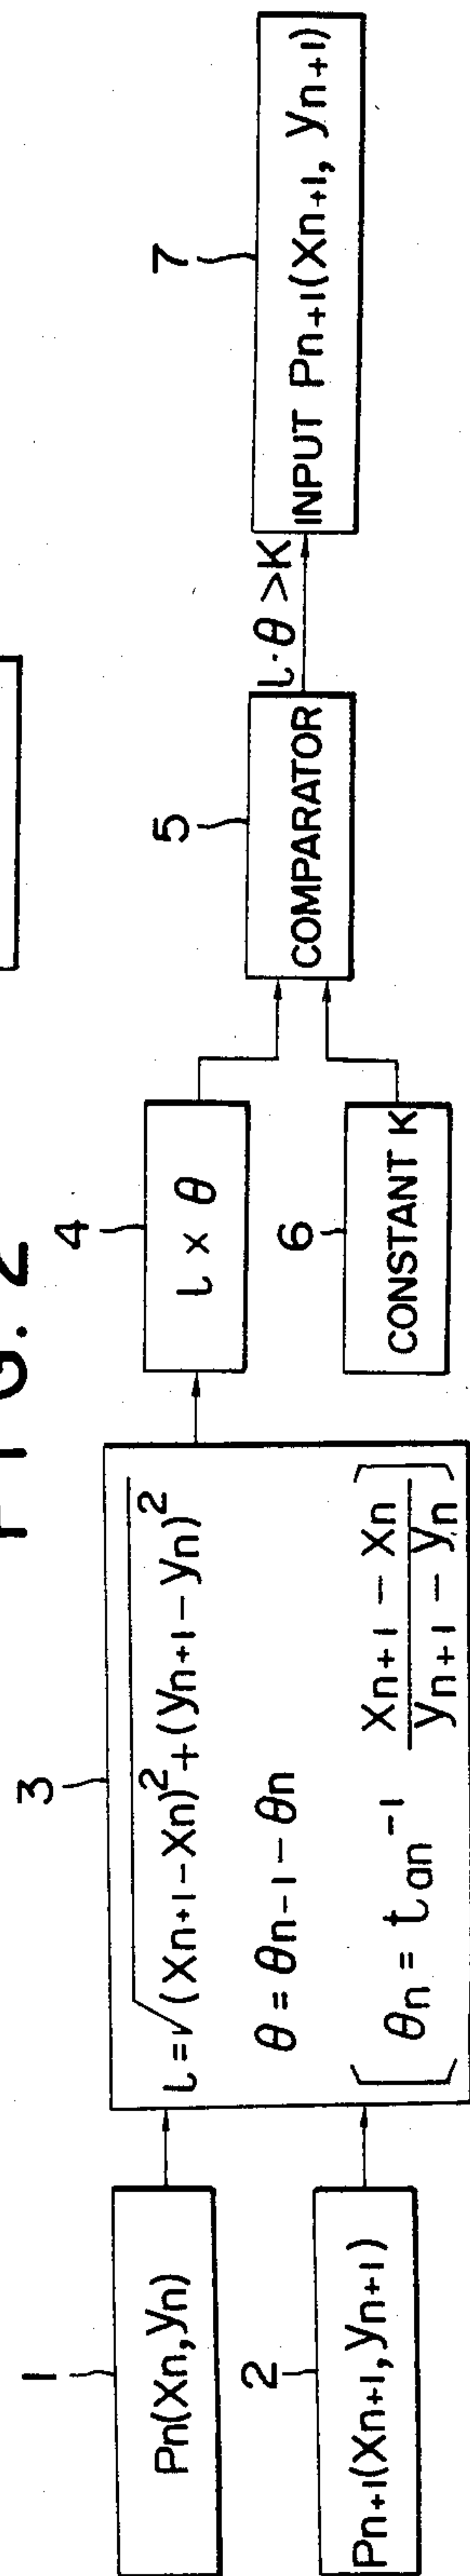 FIG. 2
1
Pn(Xn,yn)
2
Pn+1(Xn+1,yn+1)
3
l=√(Xn+1-Xn)²+(yn+1-yn)²
θ=θn-1-θn
[θn=tan⁻¹ Xn+1-Xn / yn+1-yn]
4
l×θ
6
CONSTANT K
5
COMPARATOR
l·θ>K
7
INPUT Pn+1(Xn+1, yn+1)